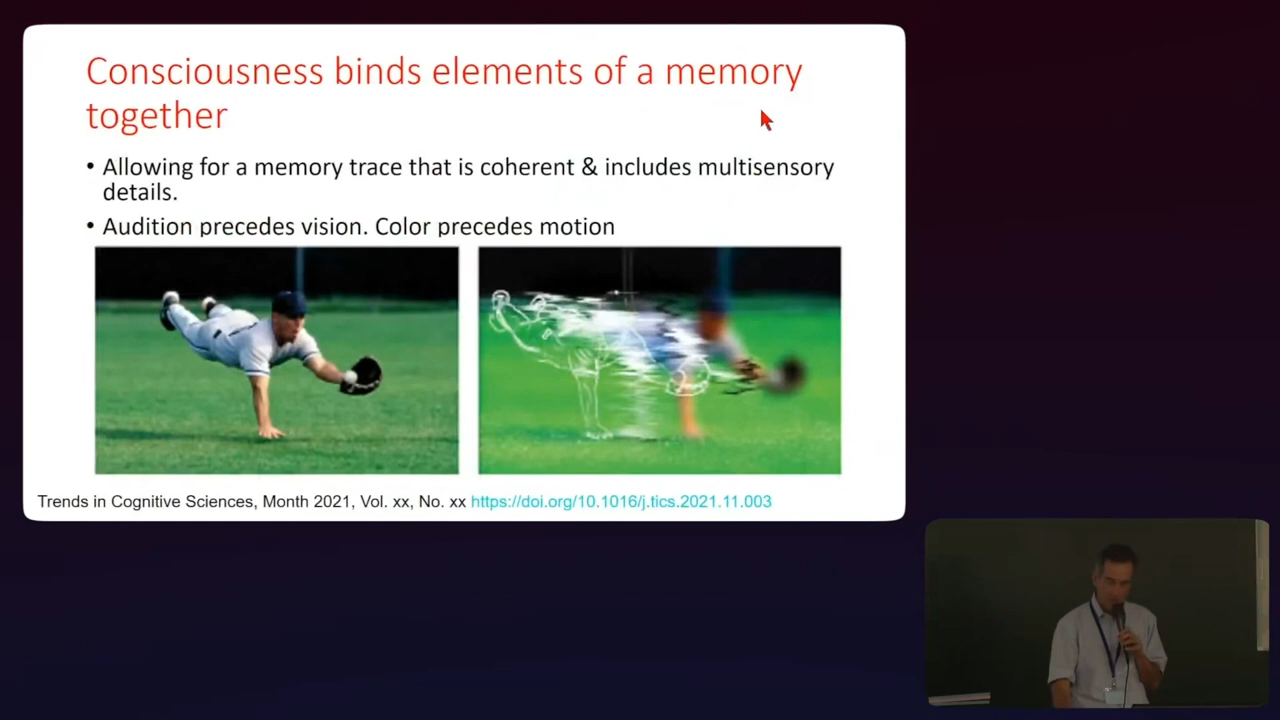 Consciousness binds elements of a memory
together
• Allowing for a memory trace that is coherent & includes multisensory
details.
• Audition precedes vision. Color precedes motion
Trends in Cognitive Sciences, Month 2021, Vol. xx, No. xx https://doi.org/10.1016/j.tics.2021.11.003